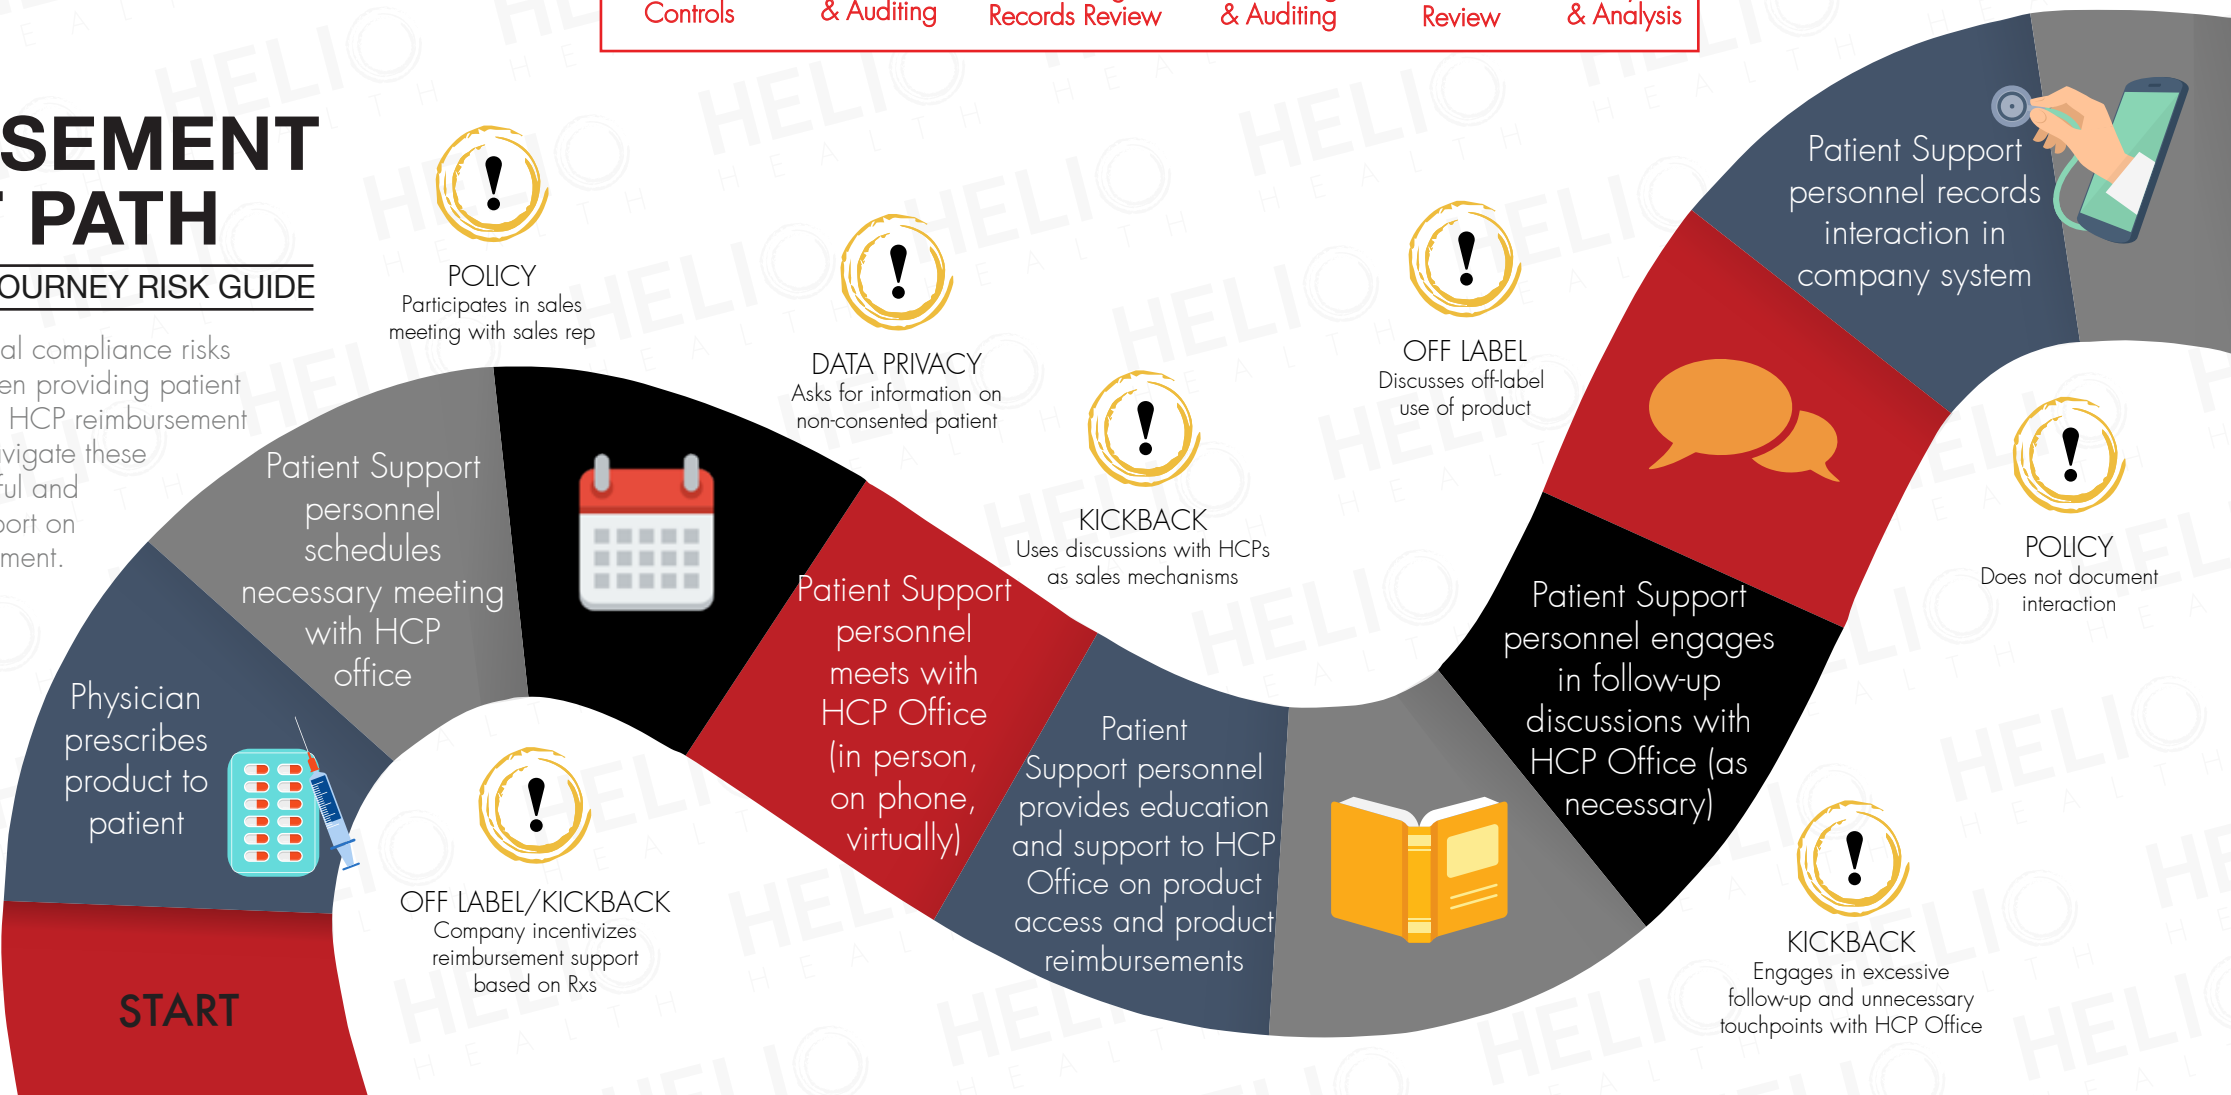 Controls
& Auditing
Records Review
& Auditing
Review
& Analysis
SEMENT
PATH
OURNEY RISK GUIDE
al compliance risks
en providing patient
HCP reimbursement
vigate these
ful and
port on
ment.
START
Physician
prescribes
product to
patient
OFF LABEL/KICKBACK
Company incentivizes
reimbursement support
based on Rxs
Patient Support
personnel
schedules
necessary meeting
with HCP
office
POLICY
Participates in sales
meeting with sales rep
DATA PRIVACY
Asks for information on
non-consented patient
Patient Support
personnel
meets with
HCP Office
(in person,
on phone,
virtually)
KICKBACK
Uses discussions with HCPs
as sales mechanisms
Patient
Support personnel
provides education
and support to HCP
Office on product
access and product
reimbursements
OFF LABEL
Discusses off-label
use of product
Patient Support
personnel engages
in follow-up
discussions with
HCP Office (as
necessary)
KICKBACK
Engages in excessive
follow-up and unnecessary
touchpoints with HCP Office
Patient Support
personnel records
interaction in
company system
POLICY
Does not document
interaction
HELIO
HEALTH